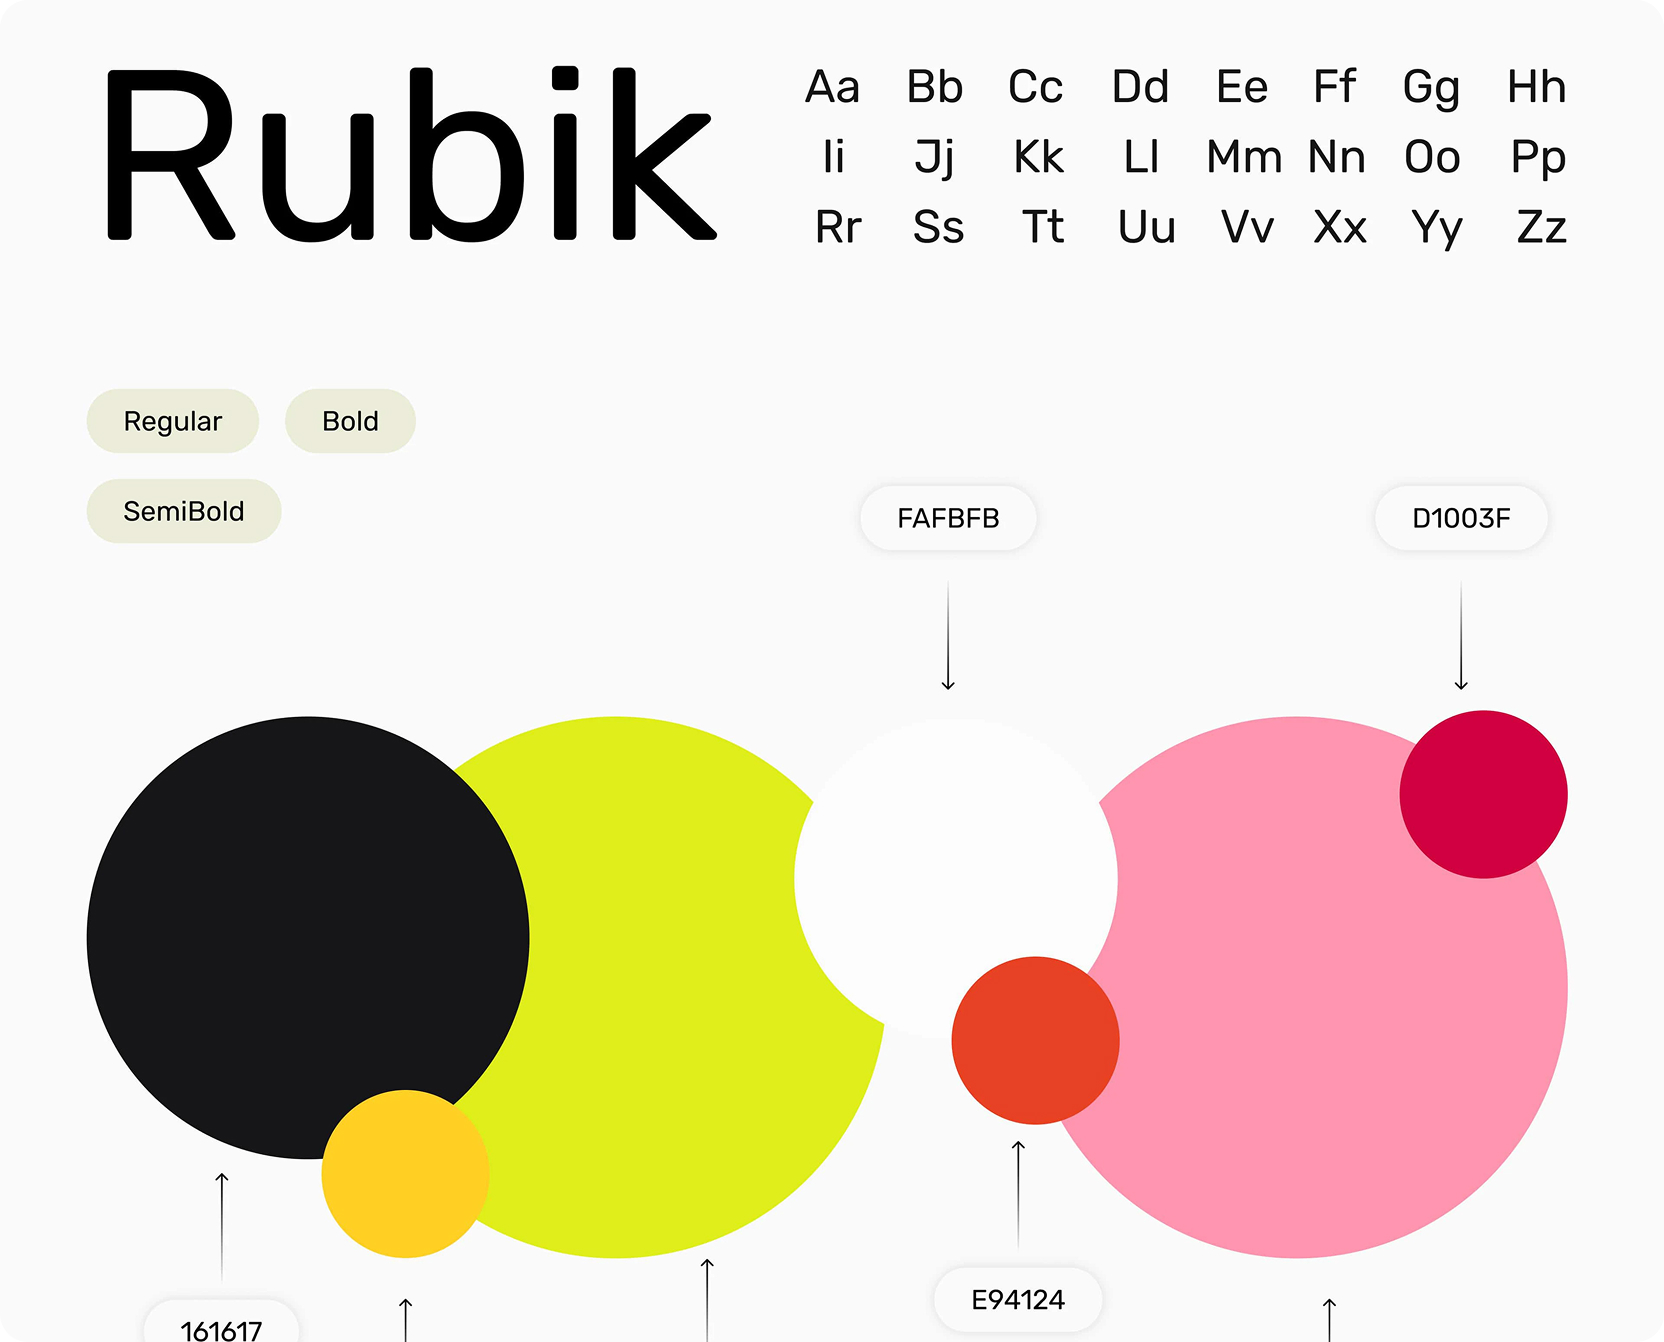 Rubik
Aa Bb Cc Dd Ee Ff Gg Hh
Ii Jj Kk Ll Mm Nn Oo Pp
Rr Ss Tt Uu Vv Xx Yy Zz
Regular Bold
SemiBold
FAFBFB D1003F
E94124
161617